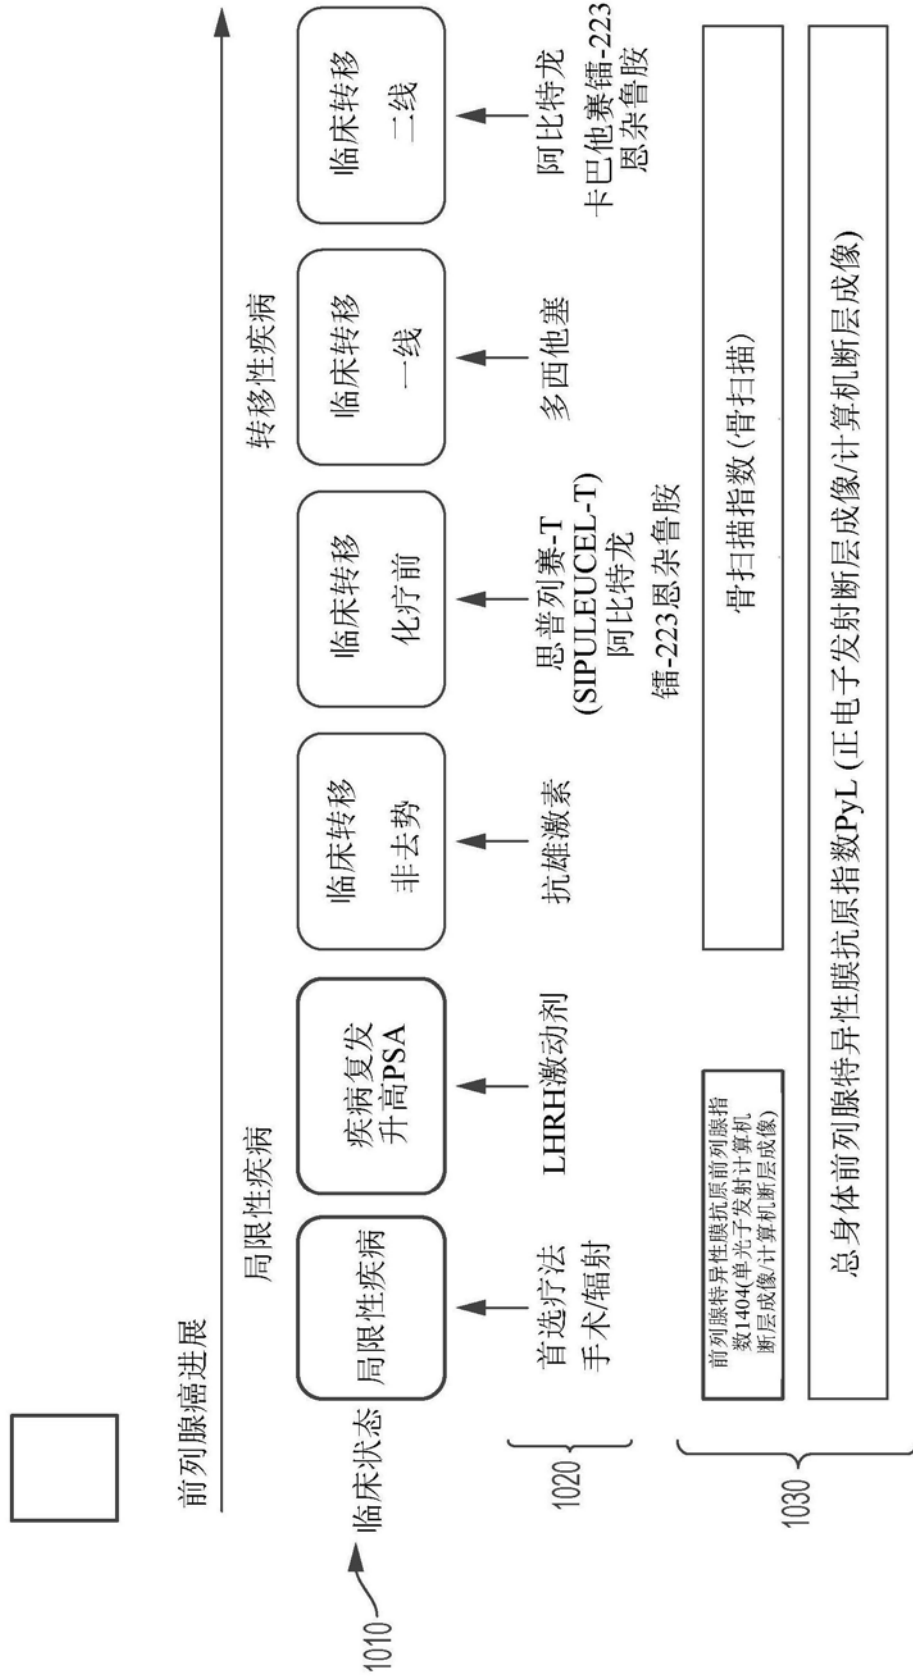 前列腺癌进展
局限性疾病
转移性疾病
1010
临床状态
局限性疾病
疾病复发
升高PSA
临床转移
非去势
临床转移
化疗前
临床转移
一线
临床转移
二线
1020
首选疗法
手术/辐射
LHRH激动剂
抗雄激素
思普列赛-T
(SIPULEUCEL-T)
阿比特龙
镭-223恩杂鲁胺
多西他塞
阿比特龙
卡巴他赛镭-223
恩杂鲁胺
1030
前列腺特异性膜抗原前列腺指
数1404(单光子发射计算机
断层成像/计算机断层成像)
骨扫描指数(骨扫描)
总身体前列腺特异性膜抗原指数PyL(正电子发射断层成像/计算机断层成像)